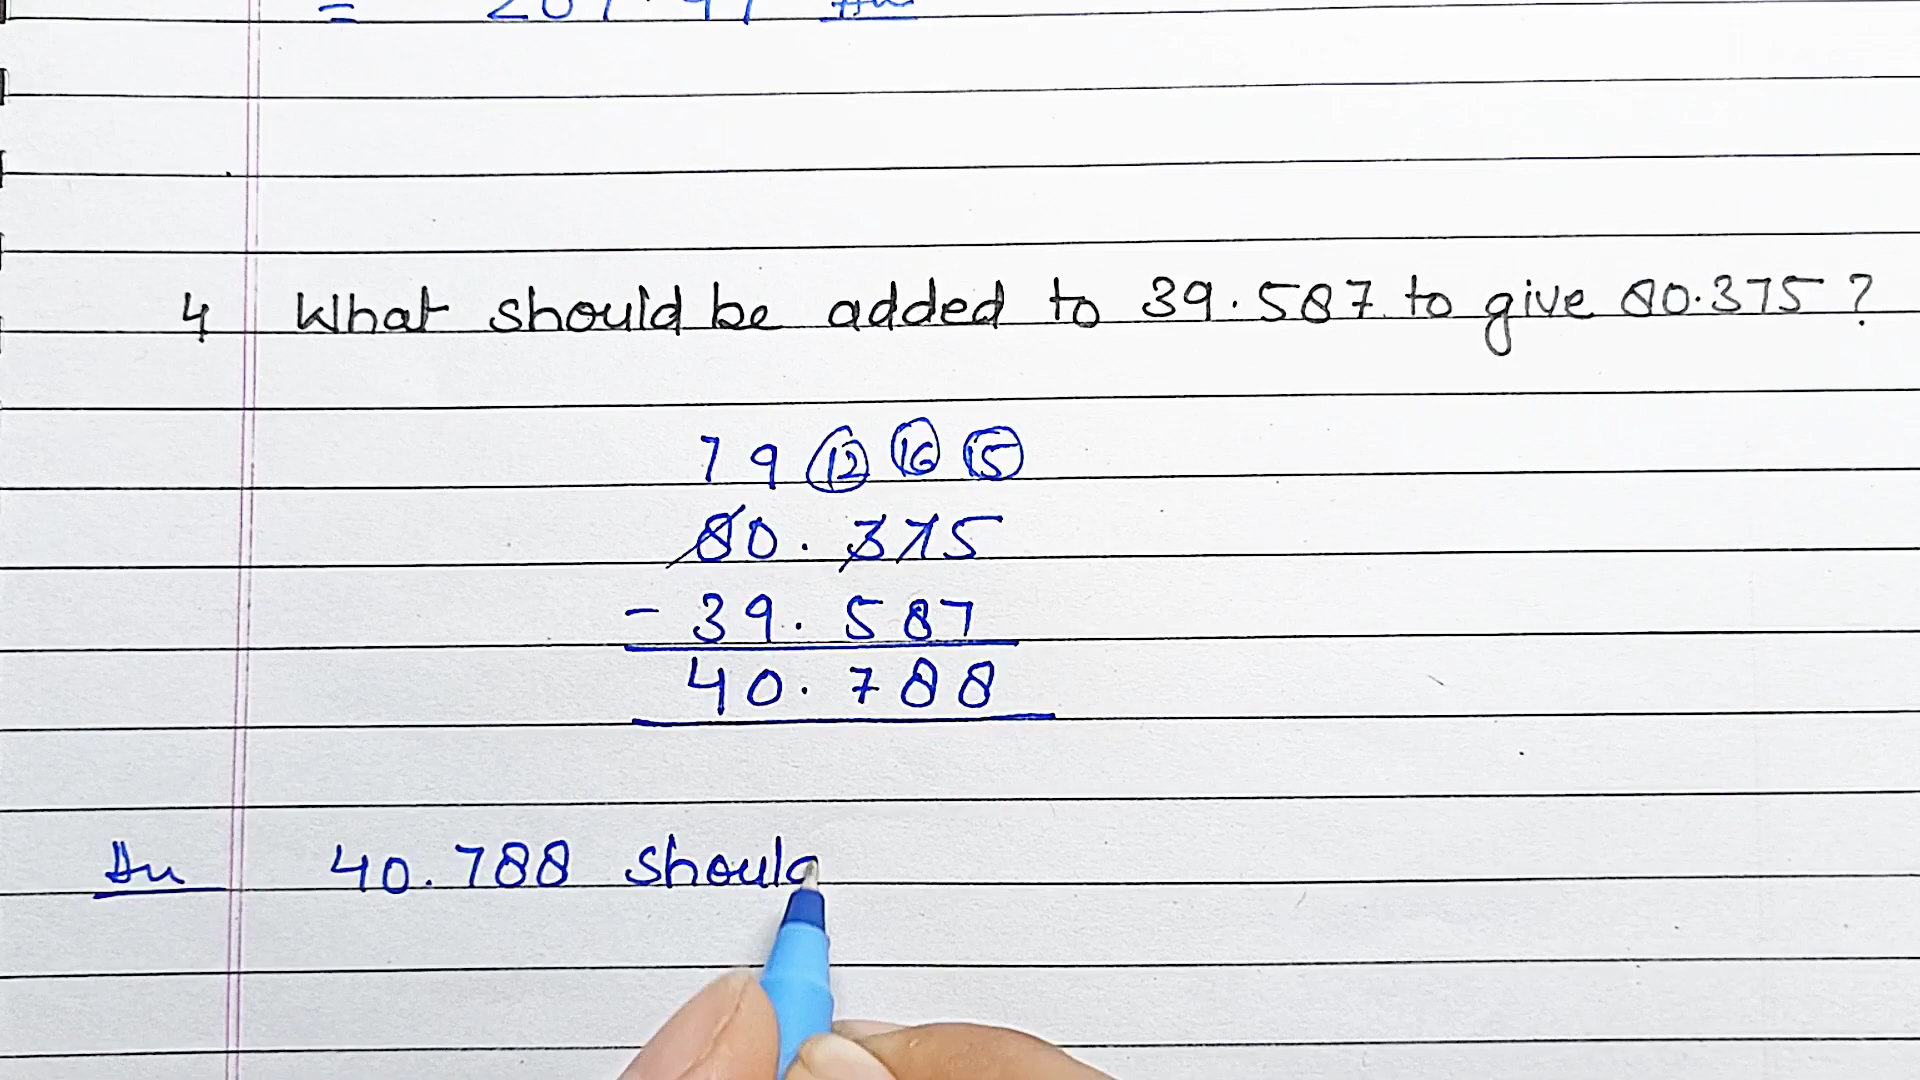 4 What should be added to 39.587 to give 80.375?
7 9 12 16 15
80.375
- 39.587
40.788
Ans 40.788 should